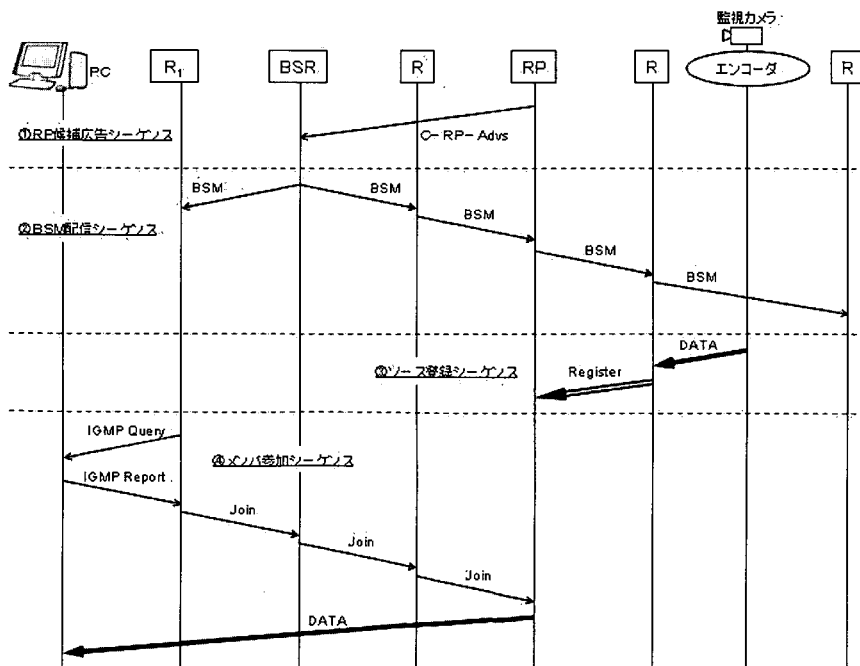 監視カメラ
PC
R₁
BSR
R
RP
R
エンコーダ
R
①RP候補広告シーケンス
C-RP-Advs
BSM
BSM
②BSM配信シーケンス
BSM
BSM
BSM
DATA
③ソース登録シーケンス
Register
IGMP Query
④メンバ参加シーケンス
IGMP Report
Join
Join
Join
DATA